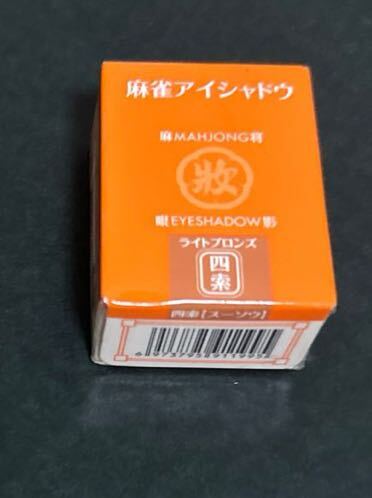 麻雀アイシャドウ
麻MAHJONG将
妝
眼EYESHADOW影
ライトブロンズ
四
索
四索【スーソウ】
6973795891995